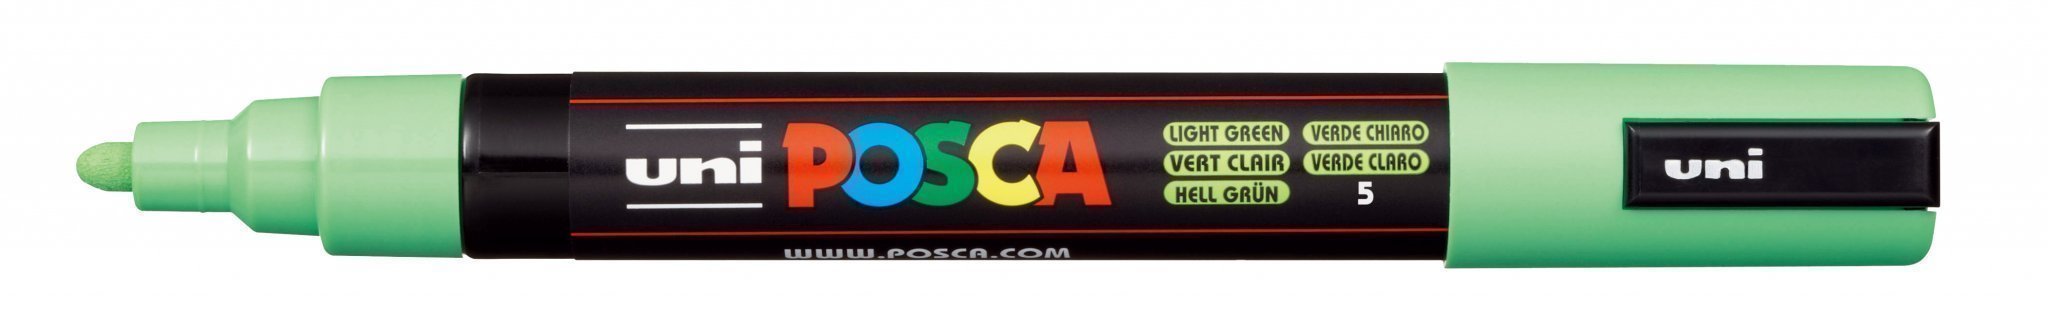 uni POSCA
LIGHT GREEN VERDE CHIARO
VERT CLAIR VERDE CLARO
HELL GRÜN 5
WWW.POSCA.COM
uni